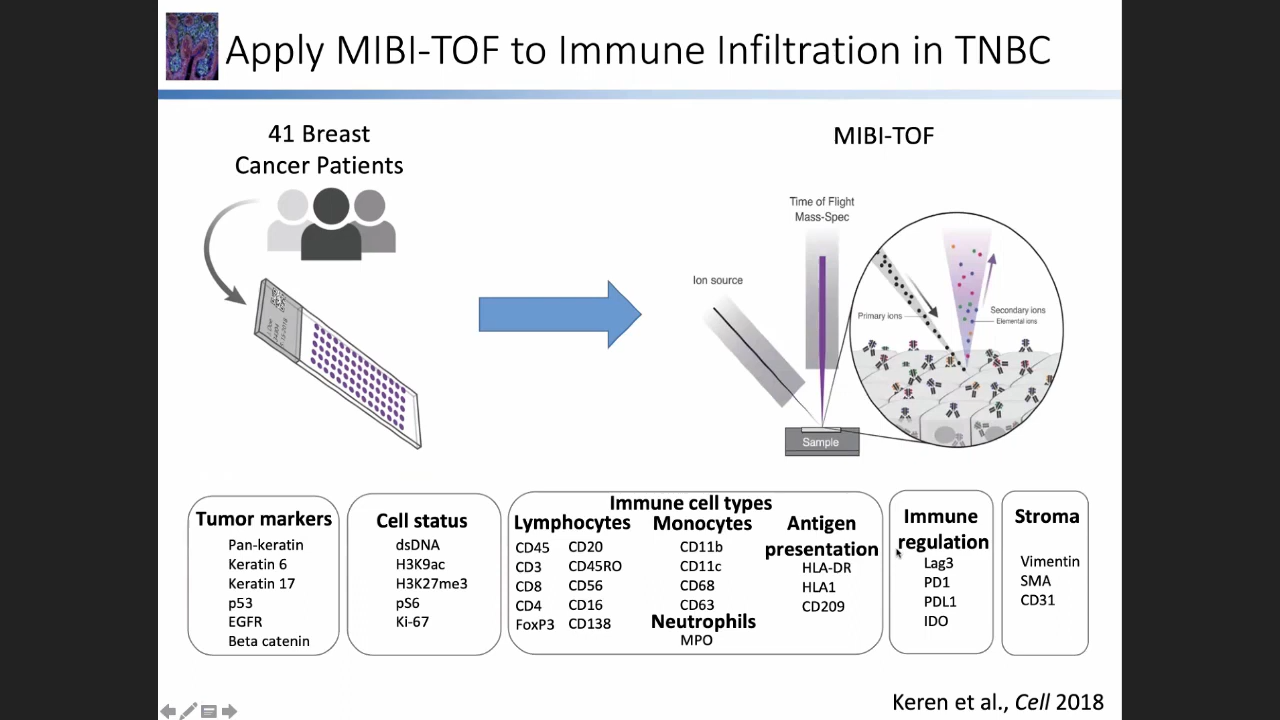 Apply MIBI-TOF to Immune Infiltration in TNBC
41 Breast
Cancer Patients
MIBI-TOF
Time of Flight
Mass-Spec
Ion source
Primary ions
Secondary ions
Elemental ions
Sample
Tumor markers
Pan-keratin
Keratin 6
Keratin 17
p53
EGFR
Beta catenin
Cell status
dsDNA
H3K9ac
H3K27me3
pS6
Ki-67
Immune cell types
Lymphocytes
CD45 CD20
CD3 CD45RO
CD8 CD56
CD4 CD16
FoxP3 CD138
Monocytes
CD11b
CD11c
CD68
CD63
Neutrophils
MPO
Antigen
presentation
HLA-DR
HLA1
CD209
Immune
regulation
Lag3
PD1
PDL1
IDO
Stroma
Vimentin
SMA
CD31
Keren et al., Cell 2018